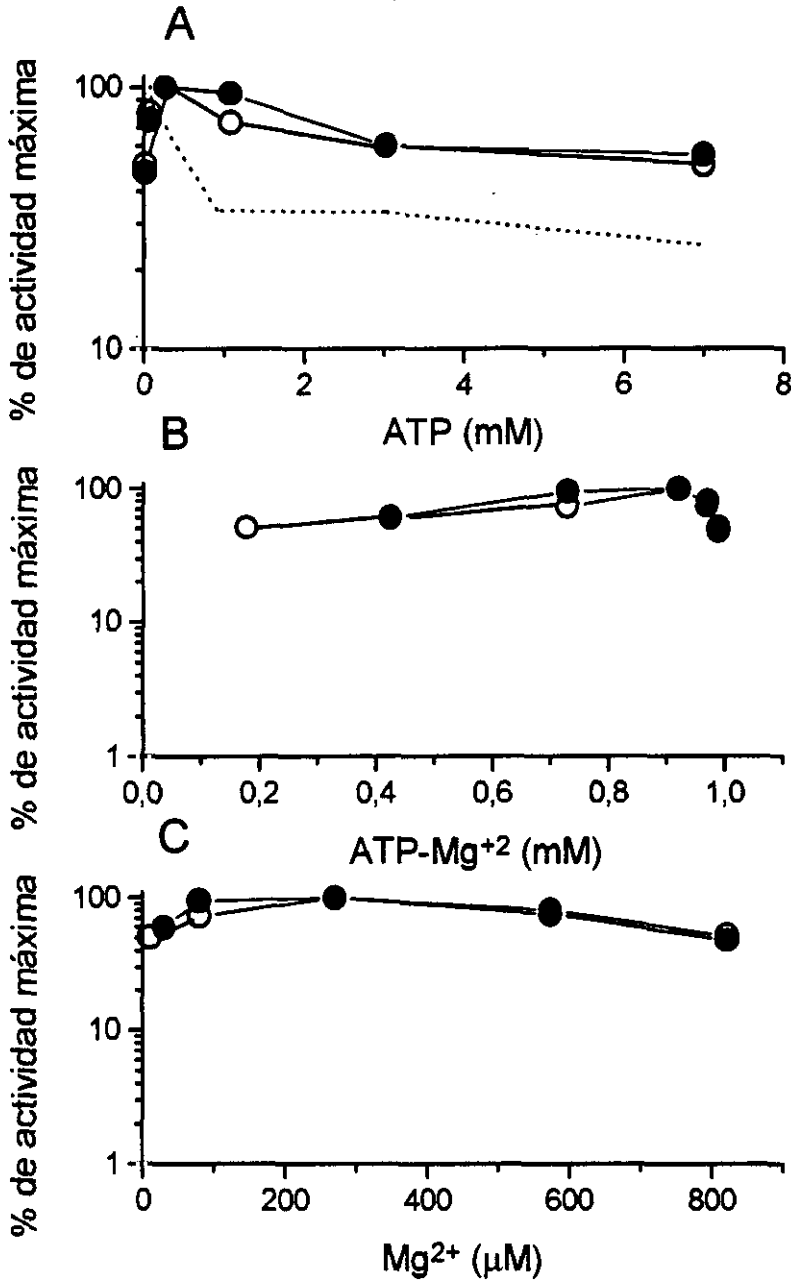 A
% de actividad máxima
100
10
0 2 4 6 8
ATP (mM)
B
% de actividad máxima
100
10
1
0,0 0,2 0,4 0,6 0,8 1,0
ATP-Mg⁺² (mM)
C
% de actividad máxima
100
10
1
0 200 400 600 800
Mg²⁺ (µM)